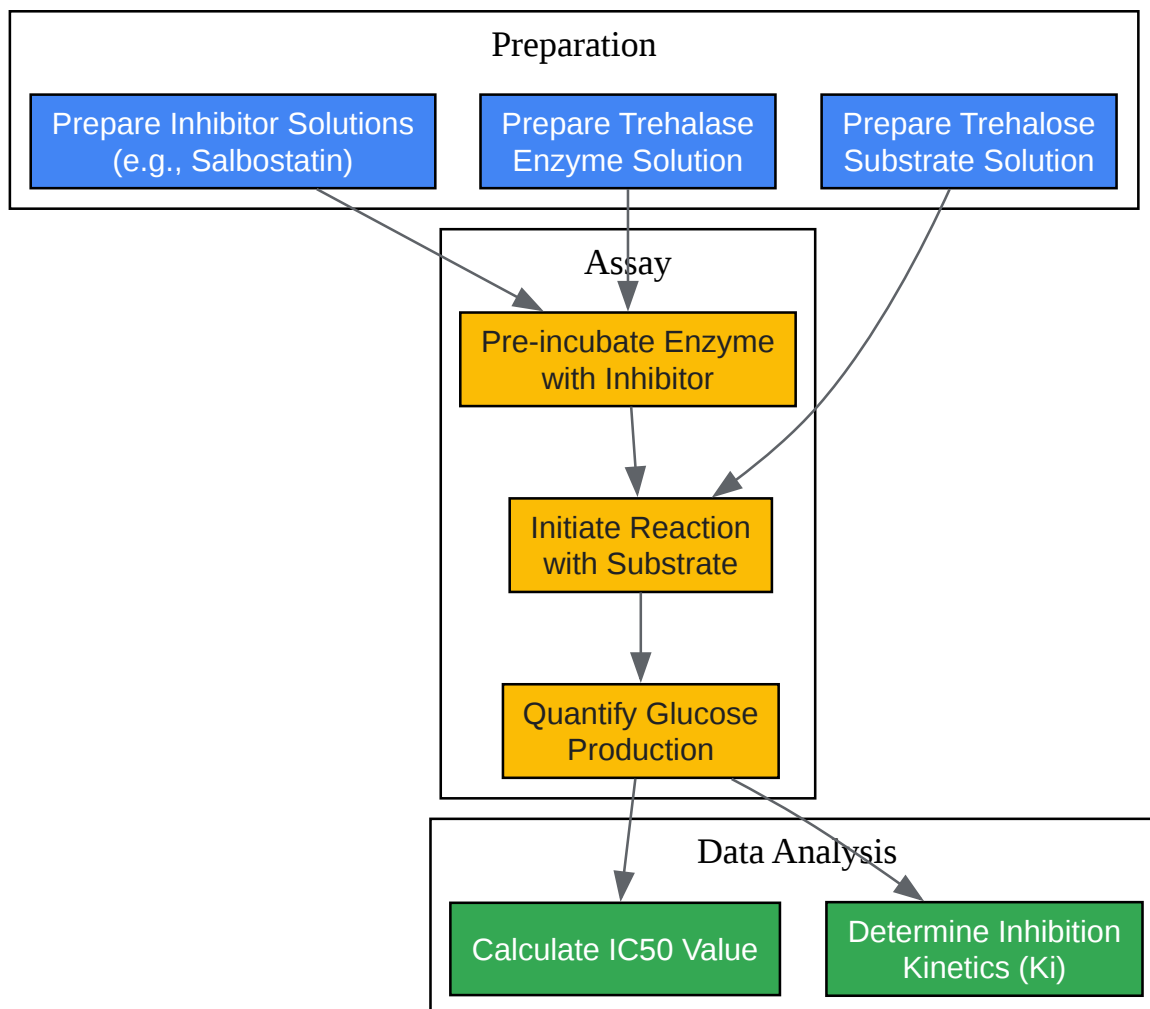 Preparation
Prepare Inhibitor Solutions
(e.g., Salbostatin)
Prepare Trehalase
Enzyme Solution
Prepare Trehalose
Substrate Solution
Assay
Pre-incubate Enzyme
with Inhibitor
Initiate Reaction
with Substrate
Quantify Glucose
Production
Data Analysis
Calculate IC50 Value
Determine Inhibition
Kinetics (Ki)